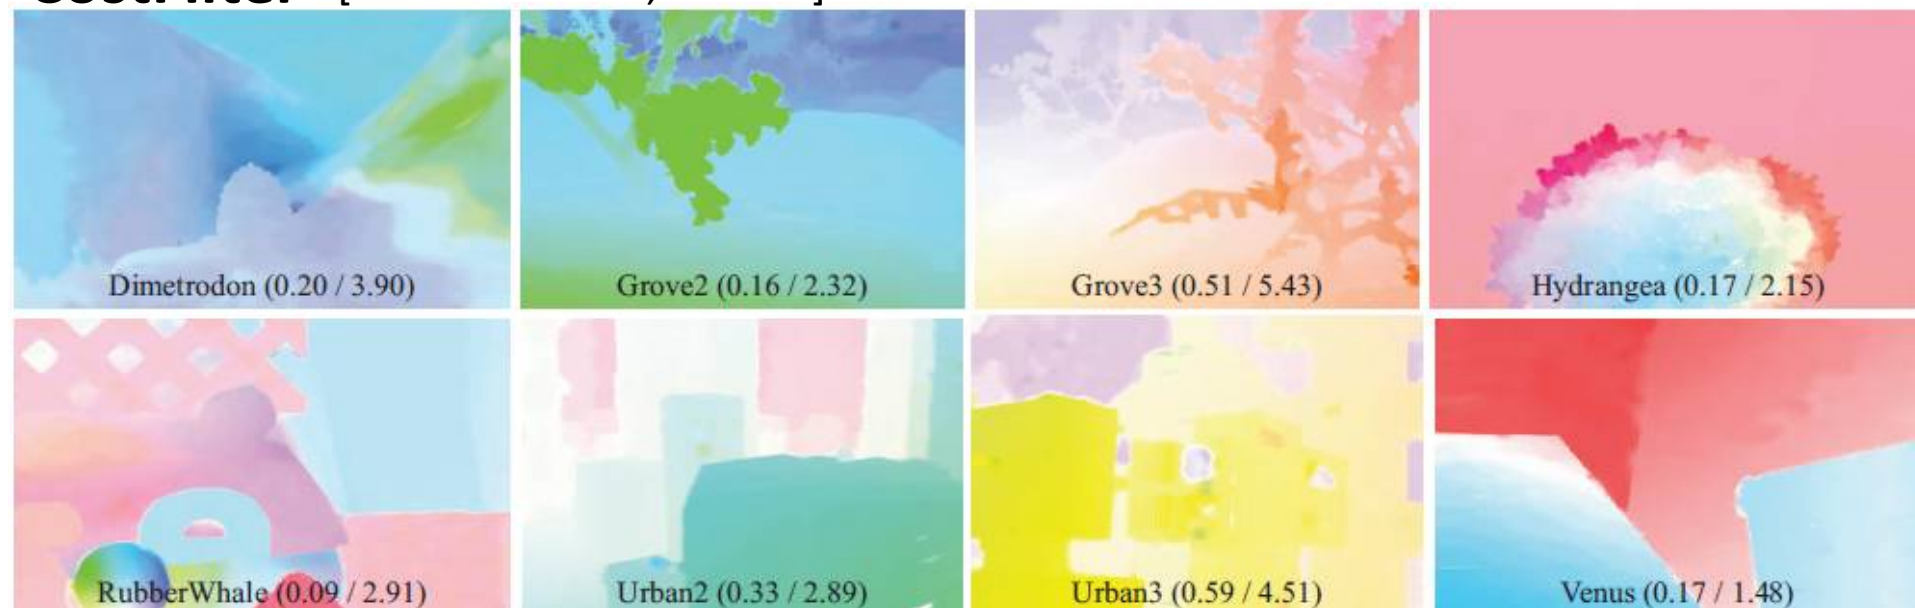 Dimetrodon (0.20 / 3.90)
Grove2 (0.16 / 2.32)
Grove3 (0.51 / 5.43)
Hydrangea (0.17 / 2.15)
RubberWhale (0.09 / 2.91)
Urban2 (0.33 / 2.89)
Urban3 (0.59 / 4.51)
Venus (0.17 / 1.48)